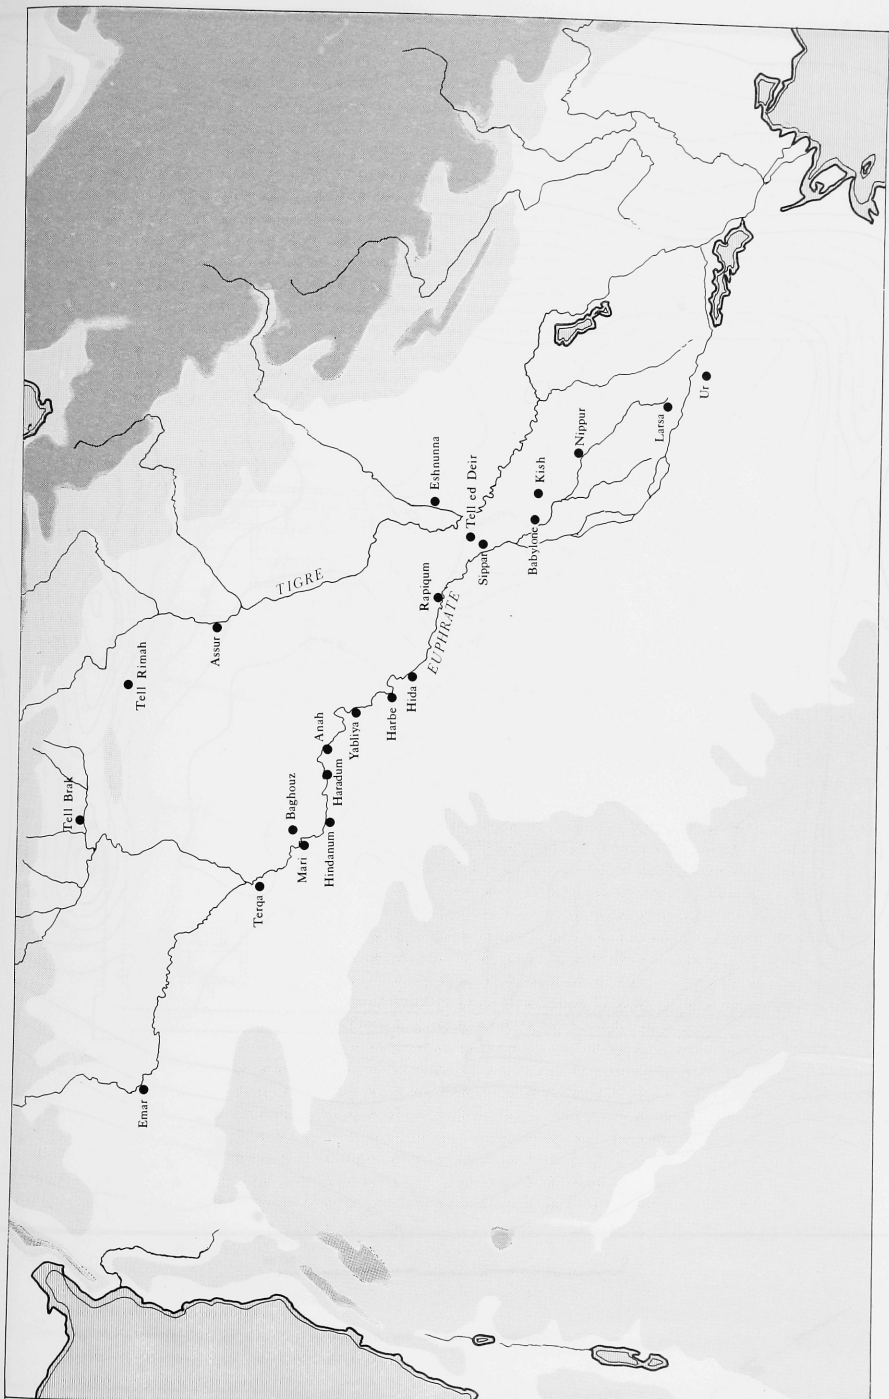 Tell Brak
Tell Rimah
Assur
TIGRE
Emar
Terqa
Baghouz
Mari
Hindanum
Haradum
Anah
Yabliya
Harbe
Hida
Rapiqum
EUPHRATE
Eshnunna
Tell ed Deir
Sippar
Babylone
Kish
Nippur
Larsa
Ur